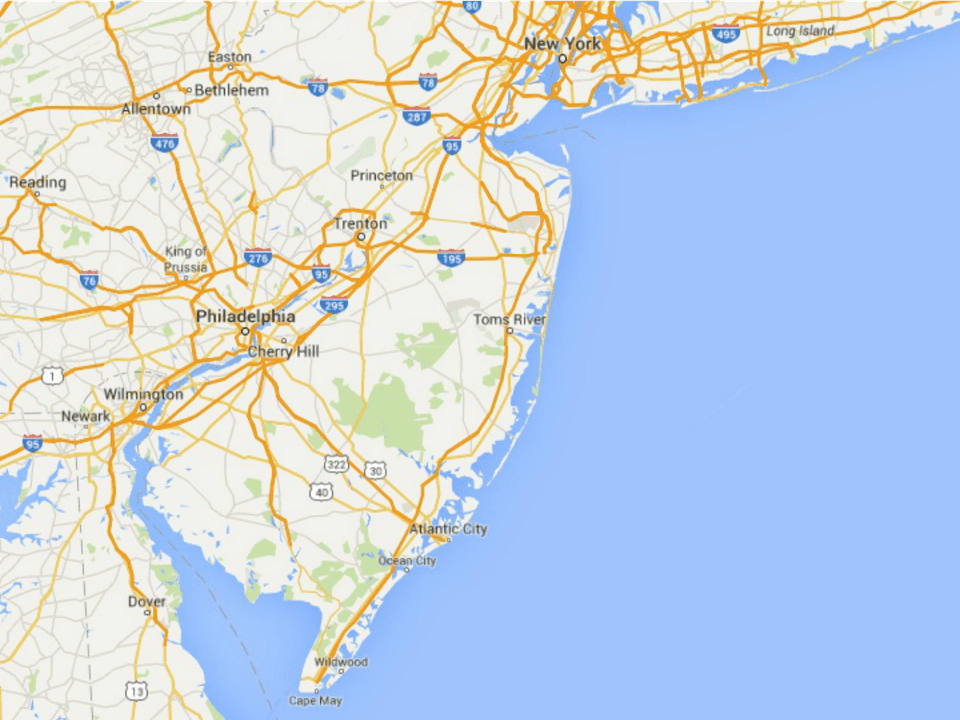 80
New York
495
Long Island
Easton
78
78
Bethlehem
Allentown
287
476
95
Princeton
Reading
Trenton
King of
Prussia
276
195
95
76
295
Philadelphia
Toms River
Cherry Hill
1
Wilmington
Newark
95
322
30
40
Atlantic City
Ocean City
Dover
Wildwood
13
Cape May